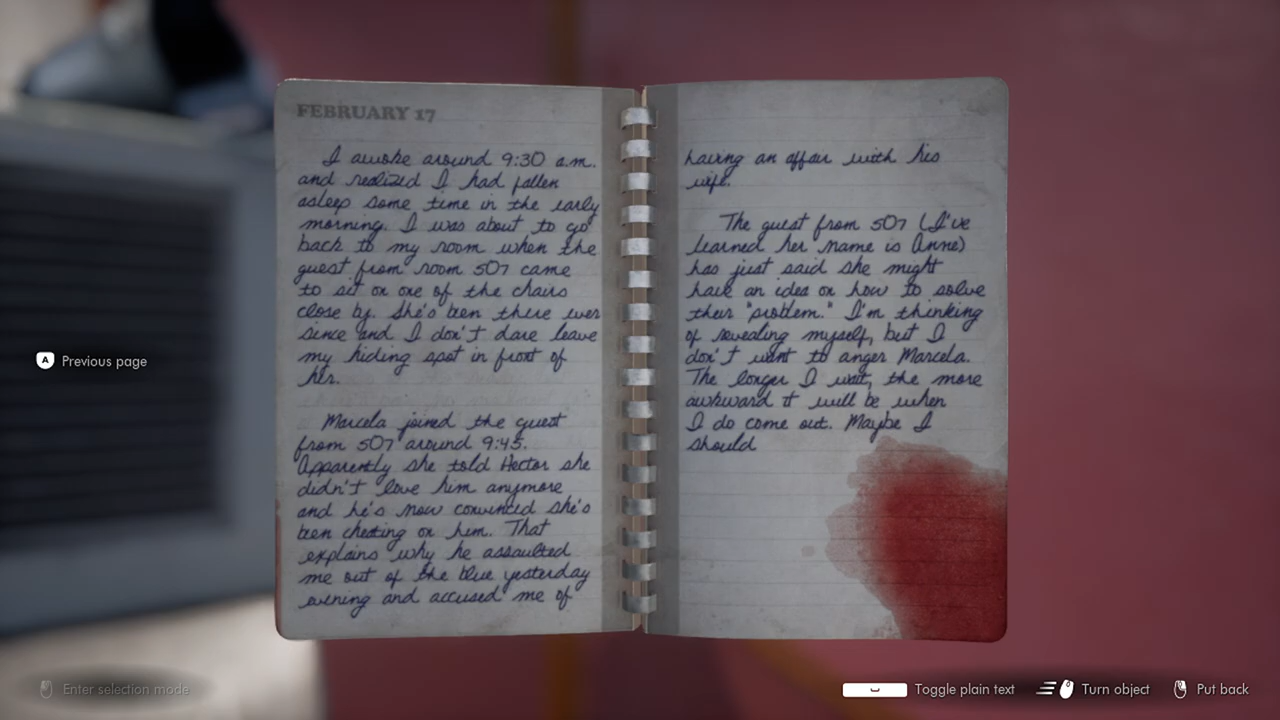 FEBRUARY 17
I awoke around 9:30 a.m.
and realized I had fallen
asleep some time in the early
morning. I was about to go
back to my room when the
guest from room 507 came
to sit on one of the chairs
close by. She's been there ever
since and I don't dare leave
my hiding spot in front of
her.
Marcela joined the guest
from 507 around 9:45.
Apparently she told Hector she
didn't love him anymore
and he's now convinced she's
been cheating on him. That
explains why he assaulted
me out of the blue yesterday
evening and accused me of
having an affair with his
wife.
The guest from 507 (I've
learned her name is Anne)
has just said she might
have an idea on how to solve
their "problem." I'm thinking
of revealing myself, but I
don't want to anger Marcela.
The longer I wait, the more
awkward it will be when
I do come out. Maybe I
should
A Previous page
Enter selection mode
Toggle plain text
Turn object
Put back